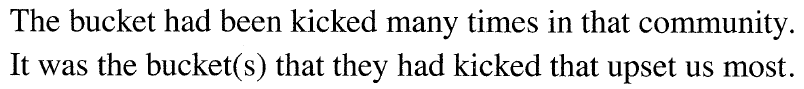 The bucket had been kicked many times in that community.
It was the bucket(s) that they had kicked that upset us most.